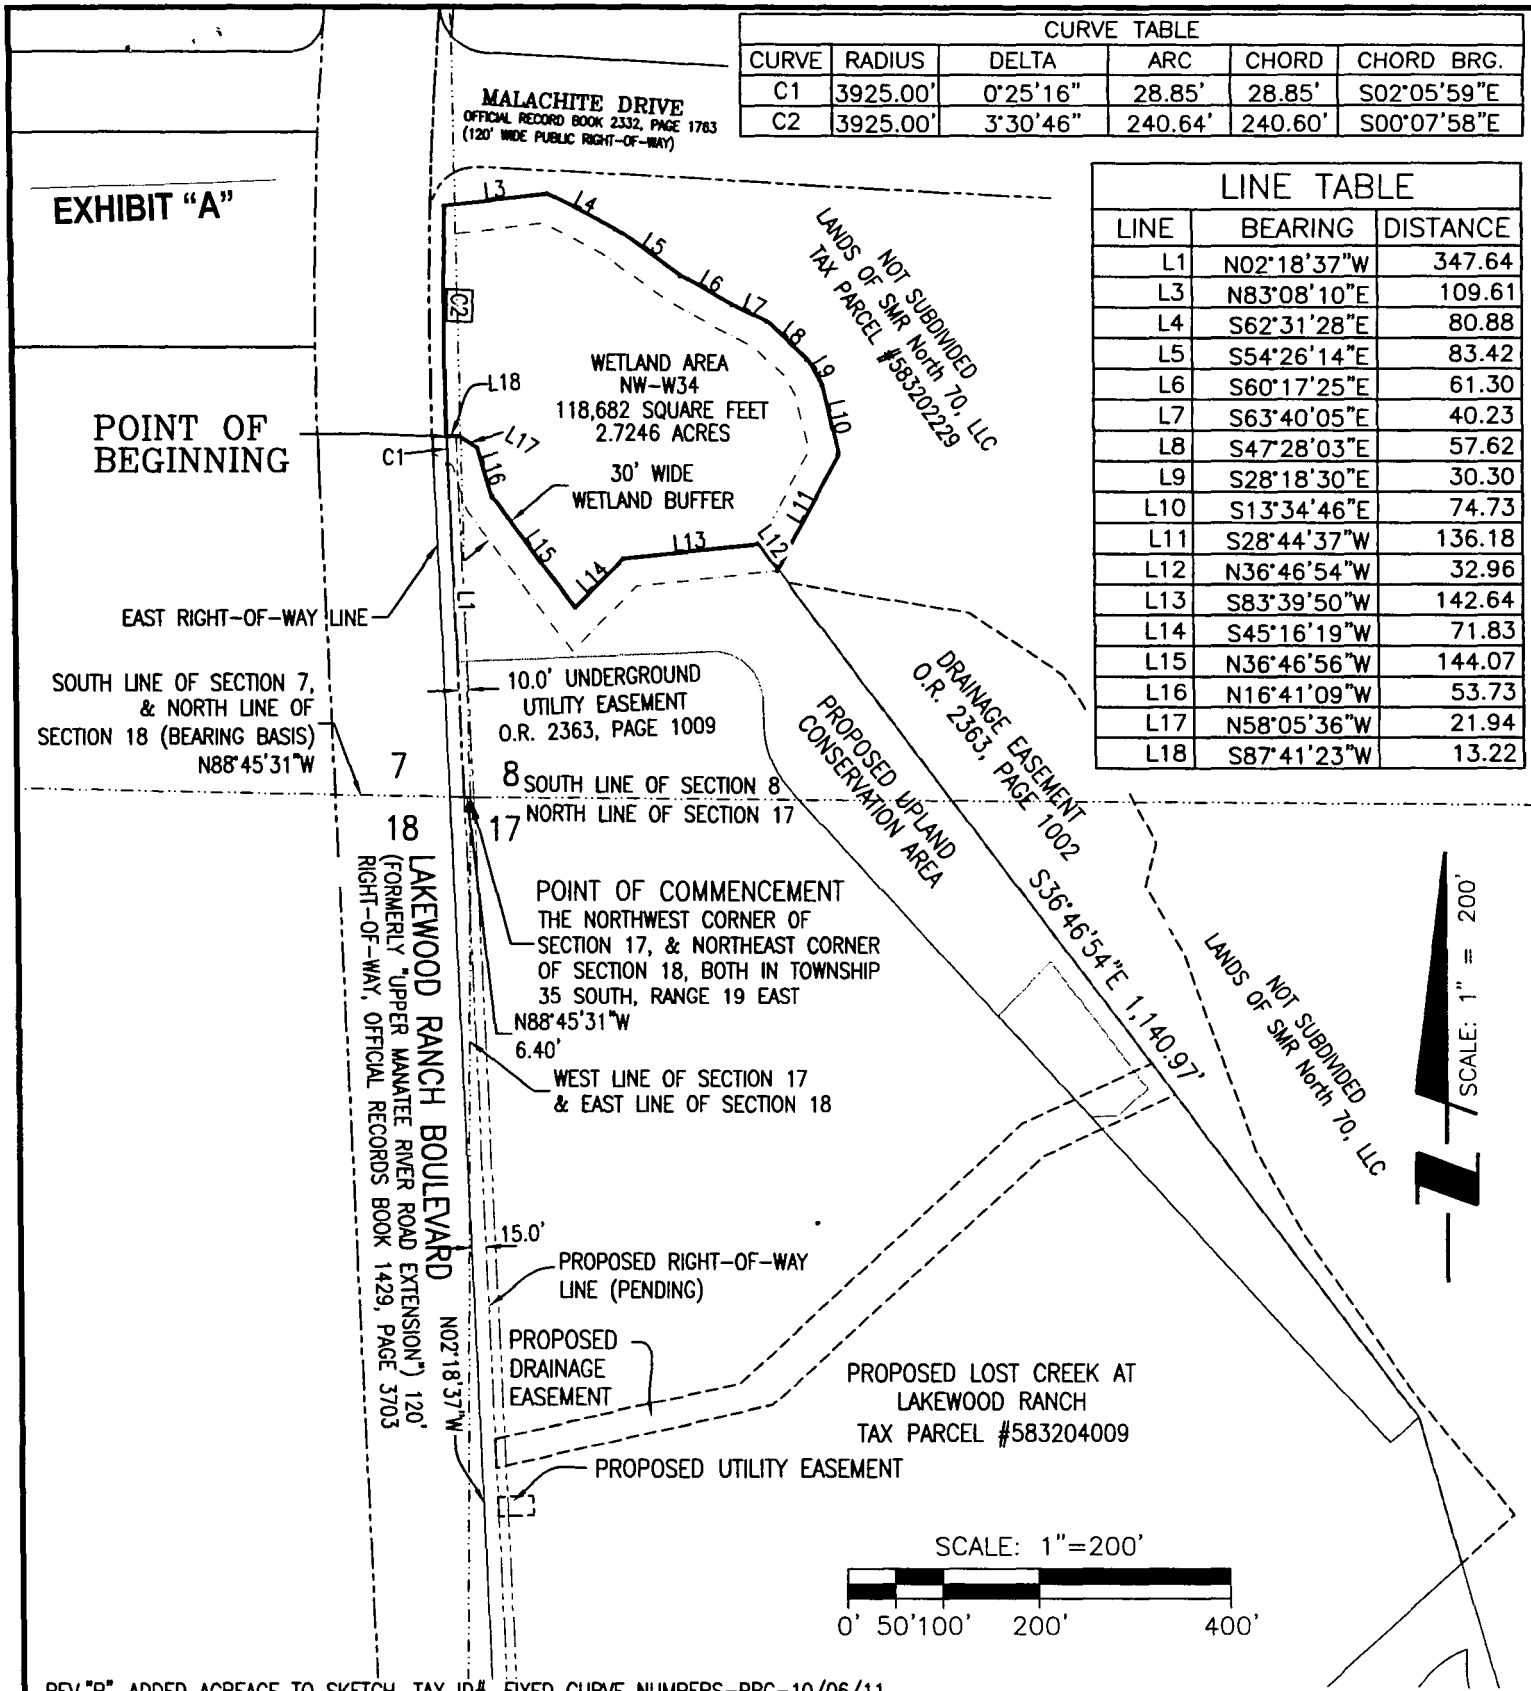 CURVE TABLE
CURVE RADIUS DELTA ARC CHORD CHORD BRG.
C1 3925.00' 0°25'16" 28.85' 28.85' S02°05'59"E
C2 3925.00' 3°30'46" 240.64' 240.60' S00°07'58"E
MALACHITE DRIVE
OFFICIAL RECORD BOOK 2332, PAGE 1763
(120' WIDE PUBLIC RIGHT-OF-WAY)
EXHIBIT "A"
LINE TABLE
LINE BEARING DISTANCE
L1 N02°18'37"W 347.64
L3 N83°08'10"E 109.61
L4 S62°31'28"E 80.88
L5 S54°26'14"E 83.42
L6 S60°17'25"E 61.30
L7 S63°40'05"E 40.23
L8 S47°28'03"E 57.62
L9 S28°18'30"E 30.30
L10 S13°34'46"E 74.73
L11 S28°44'37"W 136.18
L12 N36°46'54"W 32.96
L13 S83°39'50"W 142.64
L14 S45°16'19"W 71.83
L15 N36°46'56"W 144.07
L16 N16°41'09"W 53.73
L17 N58°05'36"W 21.94
L18 S87°41'23"W 13.22
L3
L4
L5
L6
L7
L8
L9
L10
L11
L12
L13
L14
L15
L16
L17
L18
C2
C1
L1
NOT SUBDIVIDED
LANDS OF SMR North 70, LLC
TAX PARCEL #583202229
WETLAND AREA
NW-W34
118,682 SQUARE FEET
2.7246 ACRES
30' WIDE
WETLAND BUFFER
POINT OF
BEGINNING
EAST RIGHT-OF-WAY LINE
SOUTH LINE OF SECTION 7,
& NORTH LINE OF
SECTION 18 (BEARING BASIS)
N88°45'31"W
10.0' UNDERGROUND
UTILITY EASEMENT
O.R. 2363, PAGE 1009
7
8
SOUTH LINE OF SECTION 8
18
17
NORTH LINE OF SECTION 17
PROPOSED UPLAND
CONSERVATION AREA
DRAINAGE EASEMENT
O.R. 2363, PAGE 1002
S36°46'54"E 1,140.97'
POINT OF COMMENCEMENT
THE NORTHWEST CORNER OF
SECTION 17, & NORTHEAST CORNER
OF SECTION 18, BOTH IN TOWNSHIP
35 SOUTH, RANGE 19 EAST
N88°45'31"W
6.40'
WEST LINE OF SECTION 17
& EAST LINE OF SECTION 18
LAKEWOOD RANCH BOULEVARD
(FORMERLY "UPPER MANATEE RIVER ROAD EXTENSION") 120'
RIGHT-OF-WAY, OFFICIAL RECORDS BOOK 1429, PAGE 3703
N02°18'37"W
NOT SUBDIVIDED
LANDS OF SMR North 70, LLC
SCALE: 1" = 200'
15.0'
PROPOSED RIGHT-OF-WAY
LINE (PENDING)
PROPOSED
DRAINAGE
EASEMENT
PROPOSED LOST CREEK AT
LAKEWOOD RANCH
TAX PARCEL #583204009
PROPOSED UTILITY EASEMENT
SCALE: 1"=200'
0' 50'100' 200' 400'
REV."B" ADDED ACREAGE TO SKETCH, TAX ID#, FIXED CURVE NUMBERS-RRG-10/06/11